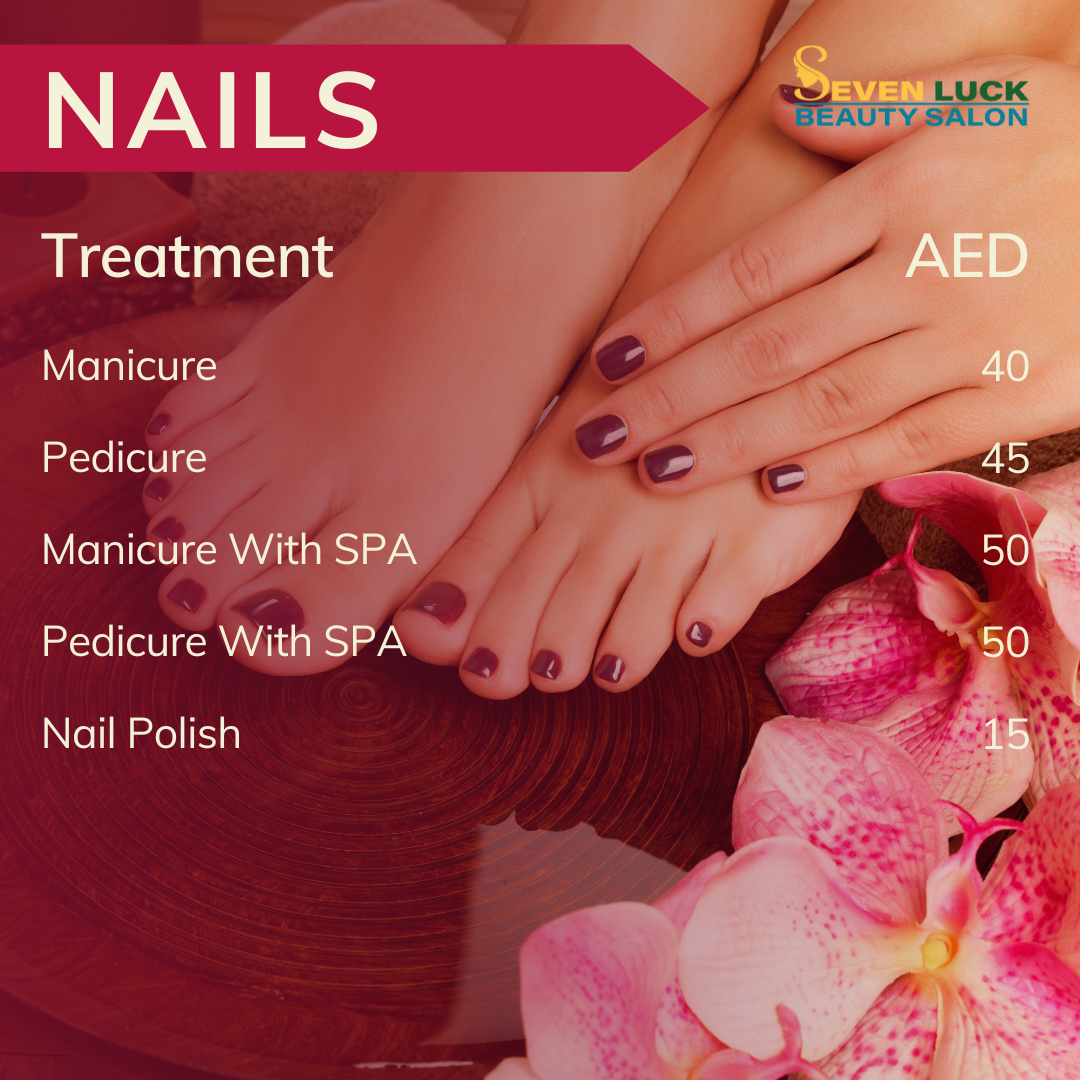 NAILS
SEVEN LUCK
BEAUTY SALON
Treatment AED
Manicure 40
Pedicure 45
Manicure With SPA 50
Pedicure With SPA 50
Nail Polish 15